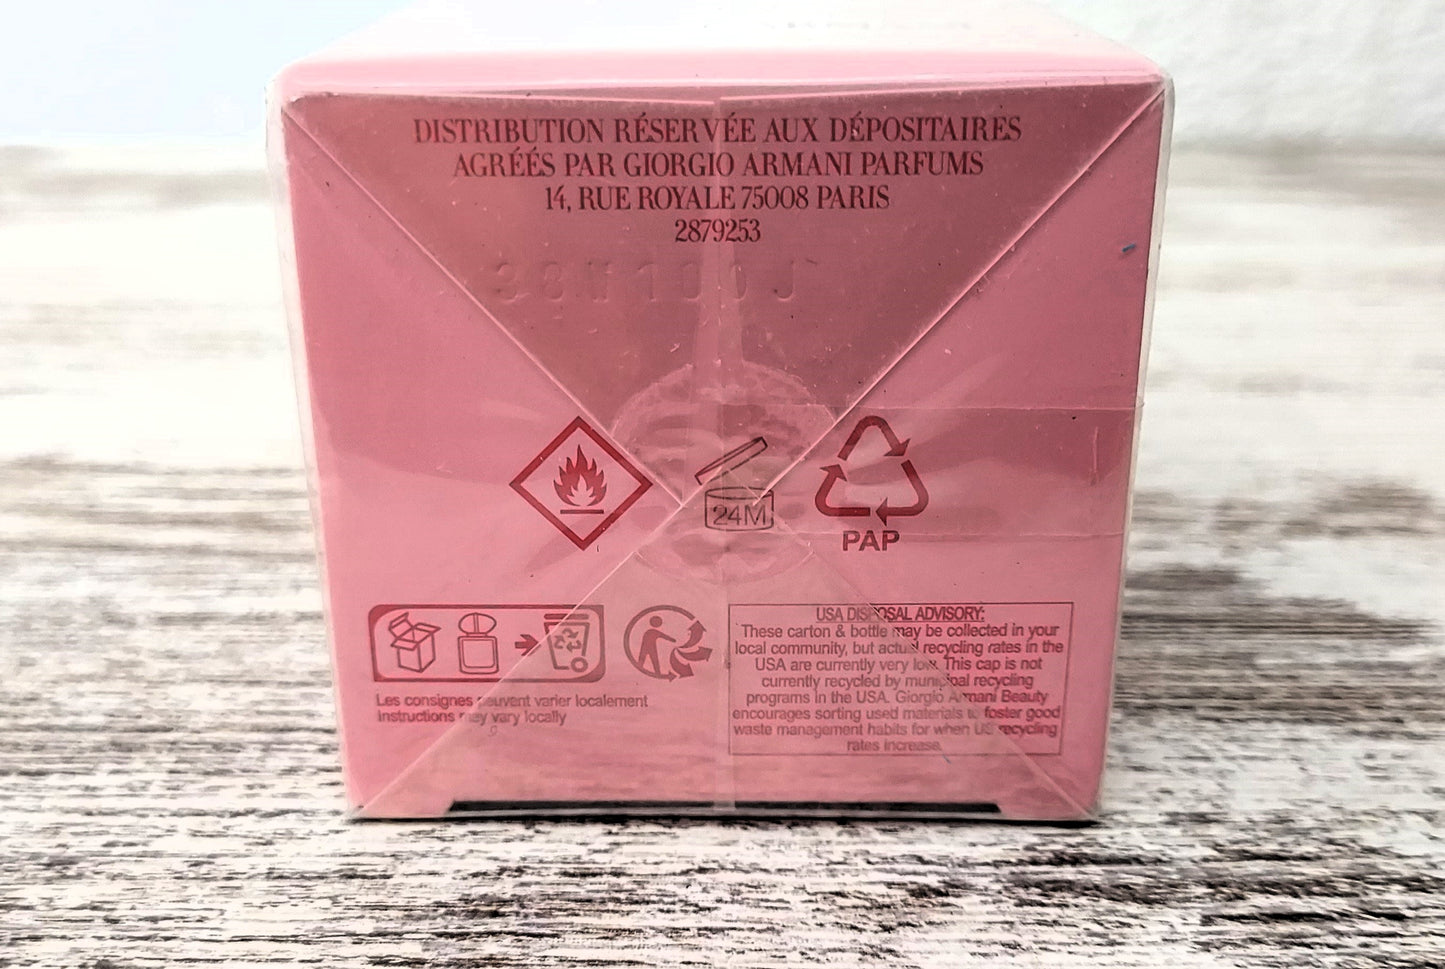 DISTRIBUTION RÉSERVÉE AUX DÉPOSITAIRES
AGRÉÉS PAR GIORGIO ARMANI PARFUMS
14, RUE ROYALE 75008 PARIS
2879253
24M
PAP
Les consignes peuvent varier localement
Instructions may vary locally
USA DISPOSAL ADVISORY:
These carton & bottle may be collected in your
local community, but actual recycling rates in the
USA are currently very low. This cap is not
currently recycled by municipal recycling
programs in the USA. Giorgio Armani Beauty
encourages sorting used materials to foster good
waste management habits for when US recycling
rates increase.